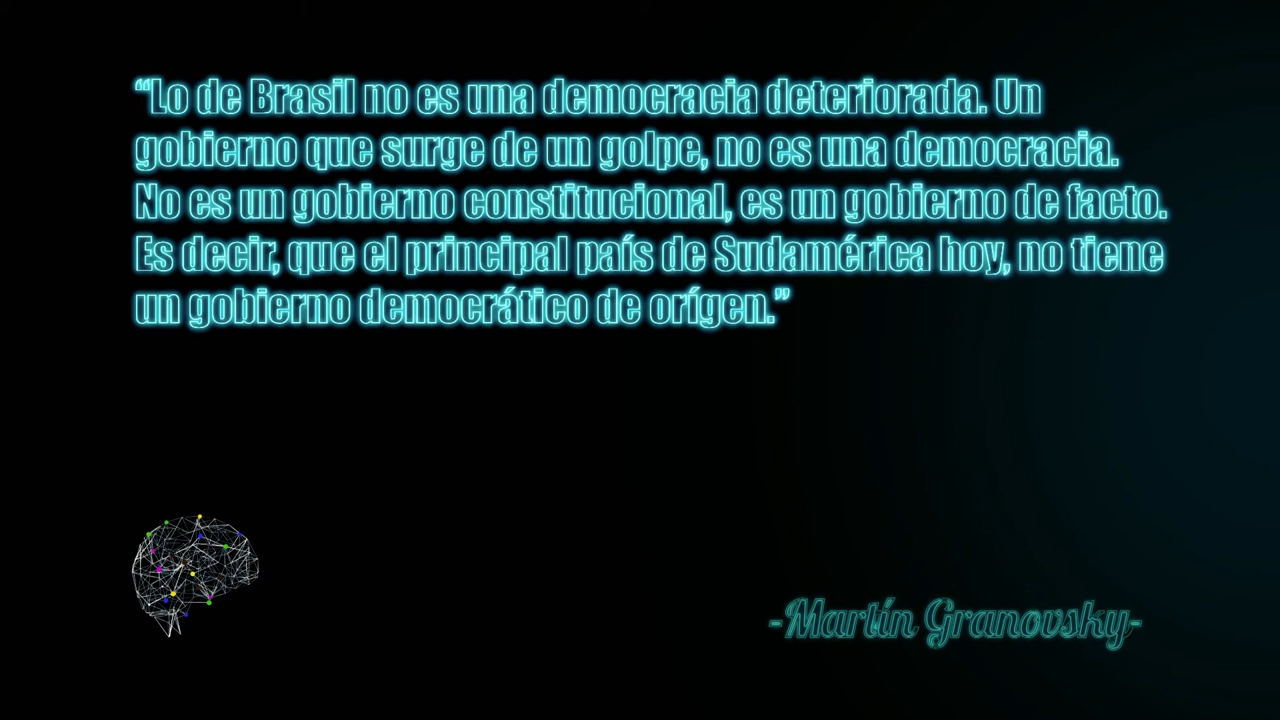 “Lo de Brasil no es una democracia deteriorada. Un
gobierno que surge de un golpe, no es una democracia.
No es un gobierno constitucional, es un gobierno de facto.
Es decir, que el principal país de Sudamérica hoy, no tiene
un gobierno democrático de orígen.”
-Martín Granovsky-